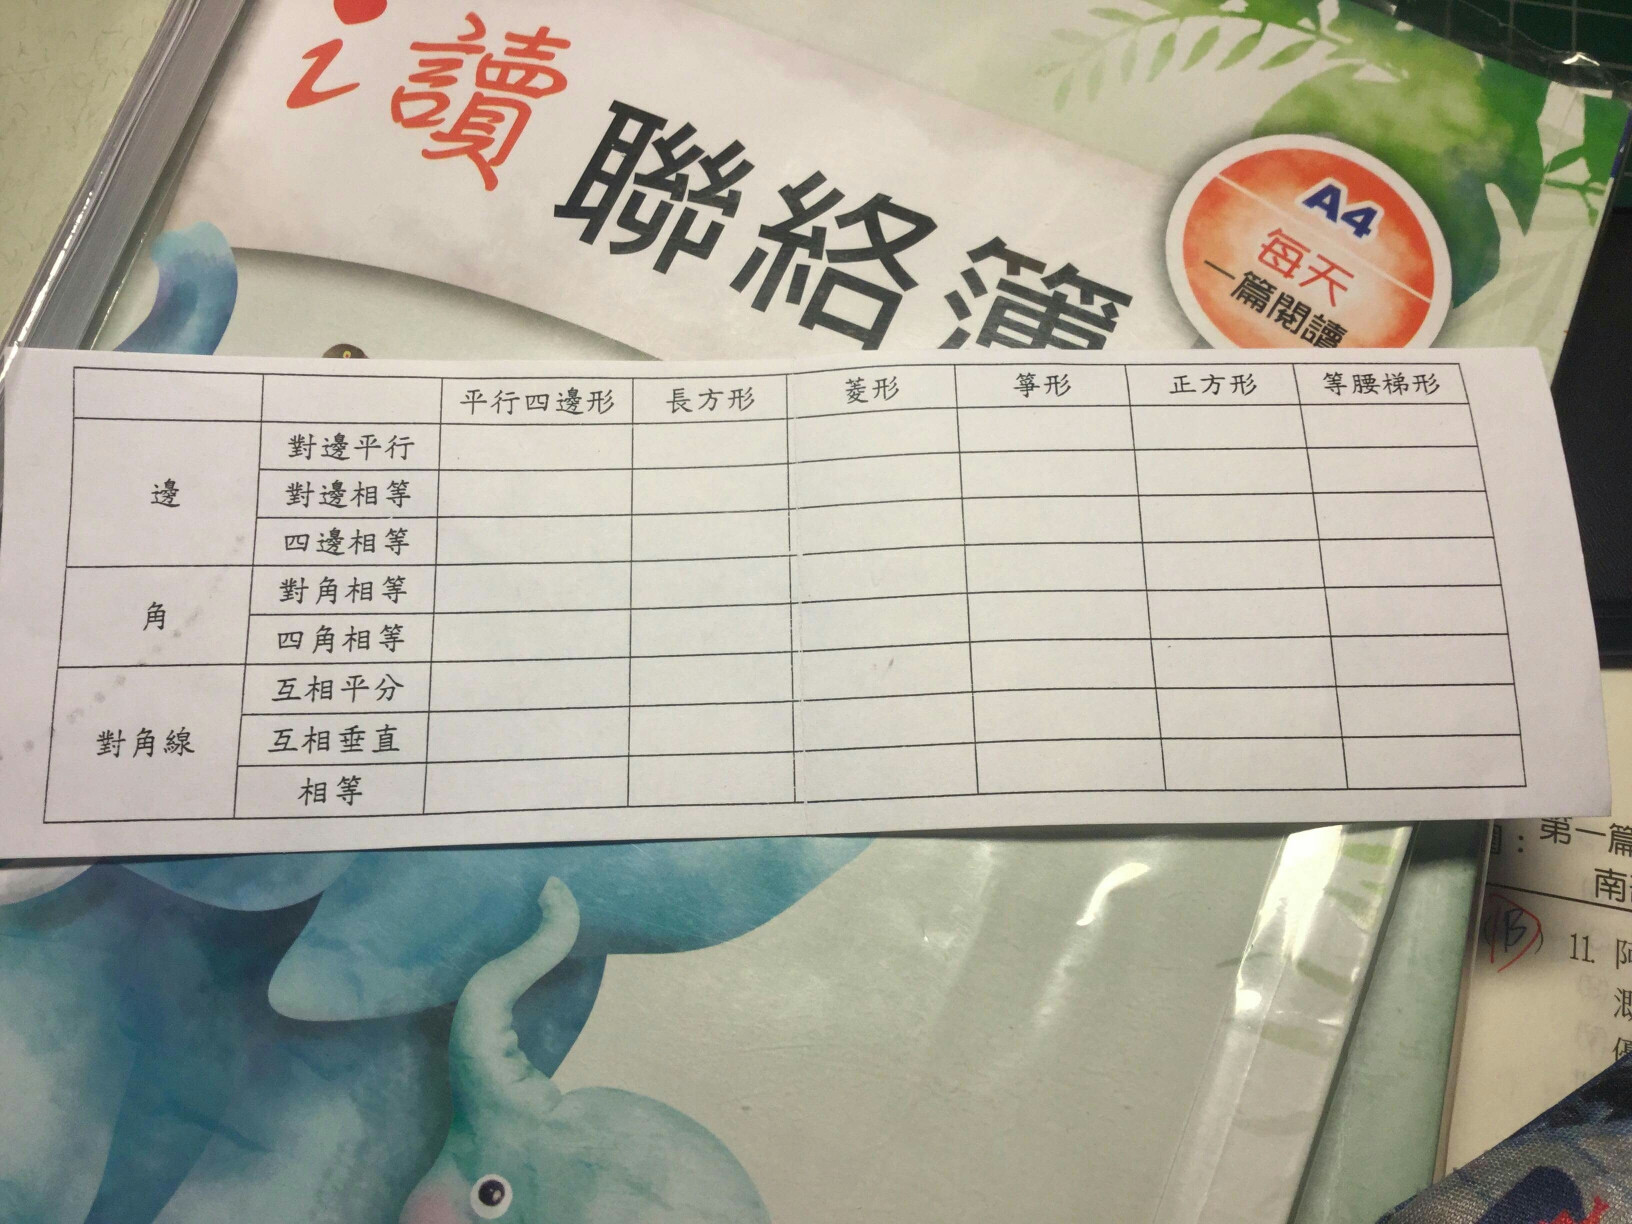 i讀
聯絡簿
A4
每天
一篇閱讀
平行四邊形 長方形 菱形 箏形 正方形 等腰梯形
邊
對邊平行
對邊相等
四邊相等
角
對角相等
四角相等
對角線
互相平分
互相垂直
相等
：第一篇
南
(B) 11. 阿